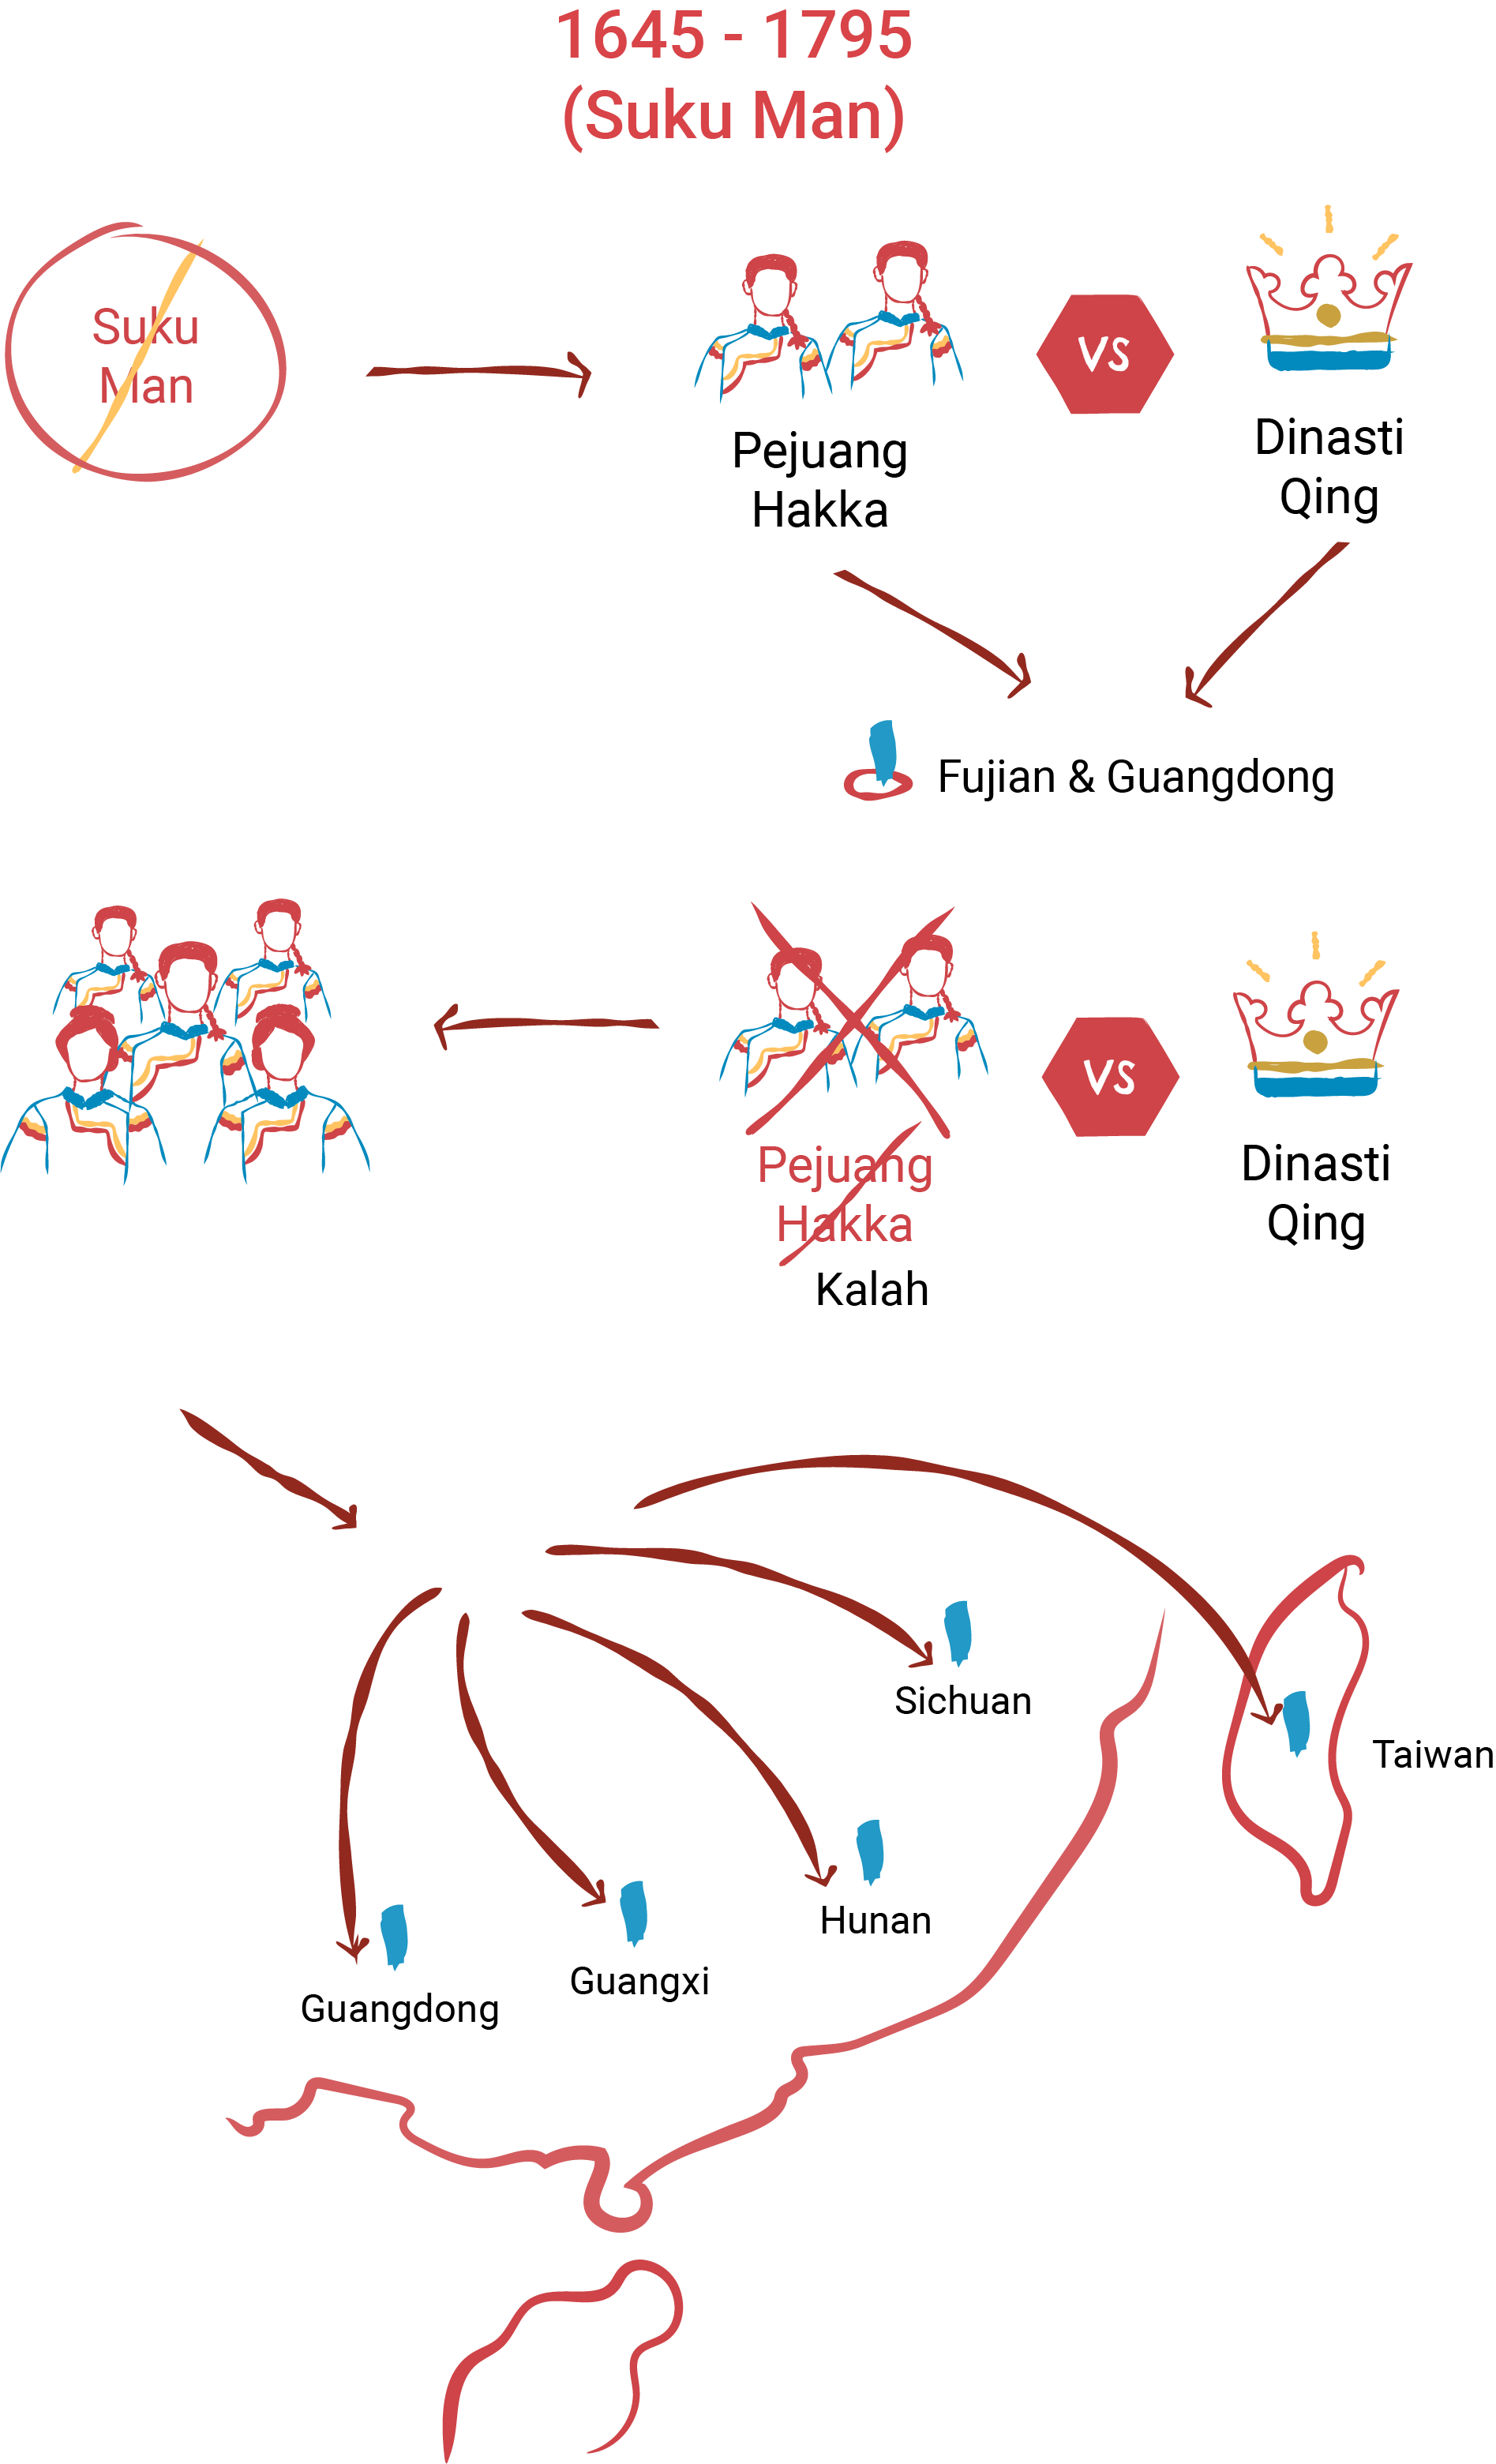 1645 - 1795
(Suku Man)
Suku
Man
Pejuang
Hakka
VS
Dinasti
Qing
Fujian & Guangdong
Pejuang
Hakka
Kalah
VS
Dinasti
Qing
Sichuan
Taiwan
Hunan
Guangxi
Guangdong